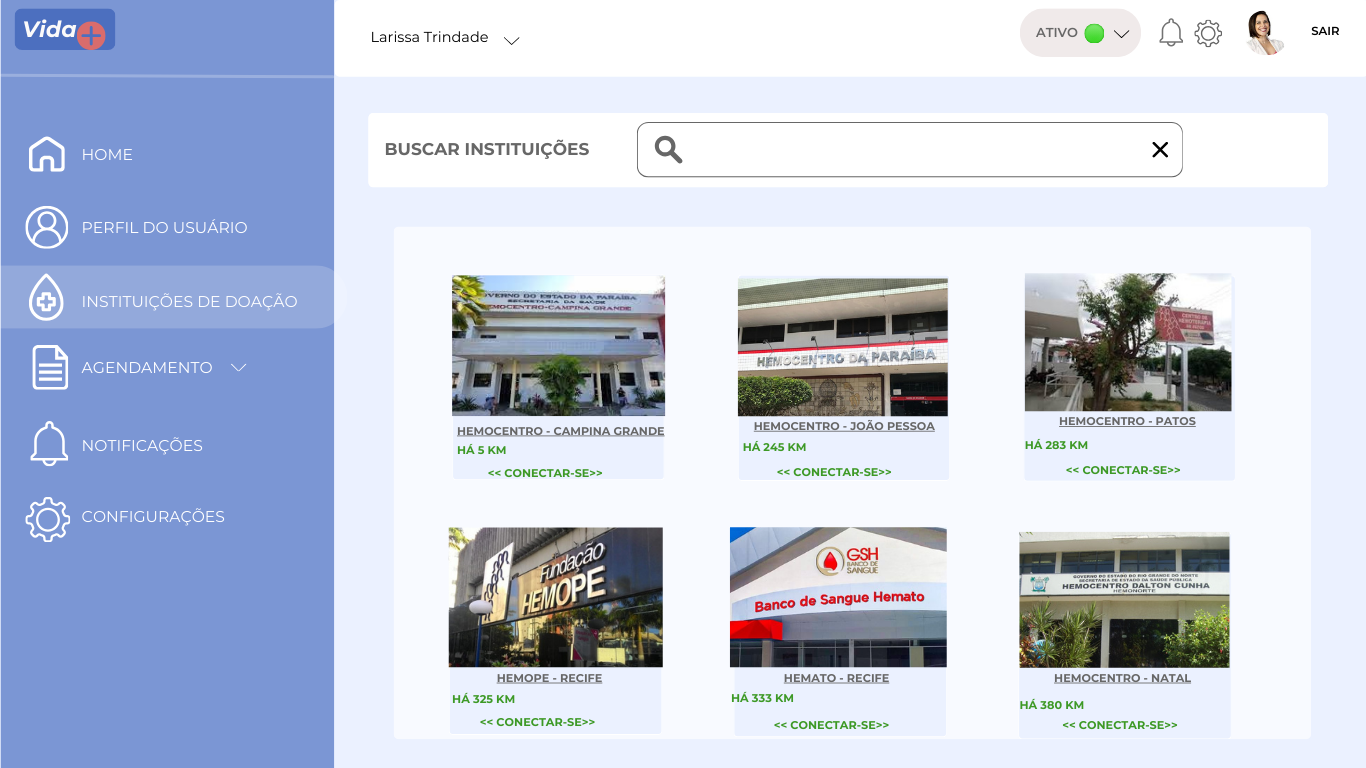 Vida+
Larissa Trindade
ATIVO
SAIR
HOME
PERFIL DO USUÁRIO
INSTITUIÇÕES DE DOAÇÃO
AGENDAMENTO
NOTIFICAÇÕES
CONFIGURAÇÕES
BUSCAR INSTITUIÇÕES
GOVERNO DO ESTADO DA PARAÍBA
SECRETARIA DA SAÚDE
HEMOCENTRO-CAMPINA GRANDE
HEMOCENTRO - CAMPINA GRANDE
HÁ 5 KM
<< CONECTAR-SE>>
HEMOCENTRO DA PARAÍBA
HEMOCENTRO - JOÃO PESSOA
HÁ 245 KM
<< CONECTAR-SE>>
CENTRO DE
HEMOTERAPIA
DE PATOS
HEMOCENTRO - PATOS
HÁ 283 KM
<< CONECTAR-SE>>
Fundação
HEMOPE
HEMOPE - RECIFE
HÁ 325 KM
<< CONECTAR-SE>>
GSH
BANCO DE
SANGUE
Banco de Sangue Hemato
HEMATO - RECIFE
HÁ 333 KM
<< CONECTAR-SE>>
GOVERNO DO ESTADO DO RIO GRANDE DO NORTE
SECRETARIA DE ESTADO DA SAÚDE PÚBLICA
HEMOCENTRO DALTON CUNHA
HEMONORTE
HEMOCENTRO - NATAL
HÁ 380 KM
<< CONECTAR-SE>>